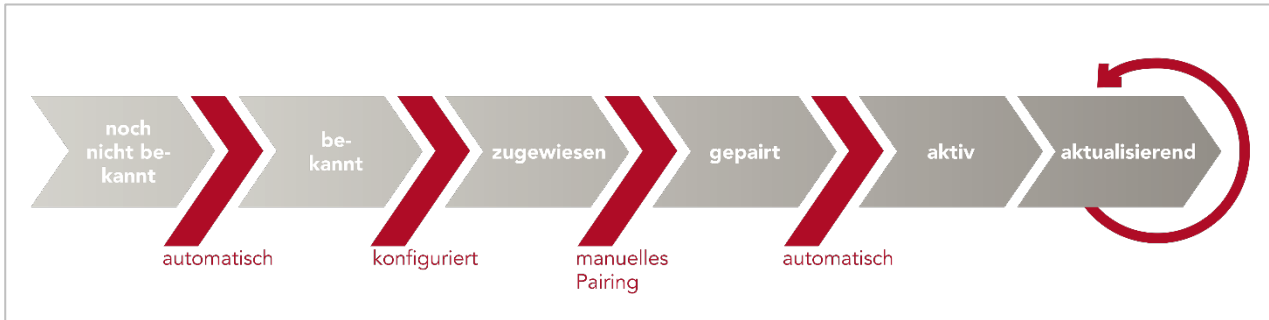 noch
nicht be-
kannt
be-
kannt
zugewiesen
gepairt
aktiv
aktualisierend
automatisch
konfiguriert
manuelles
Pairing
automatisch